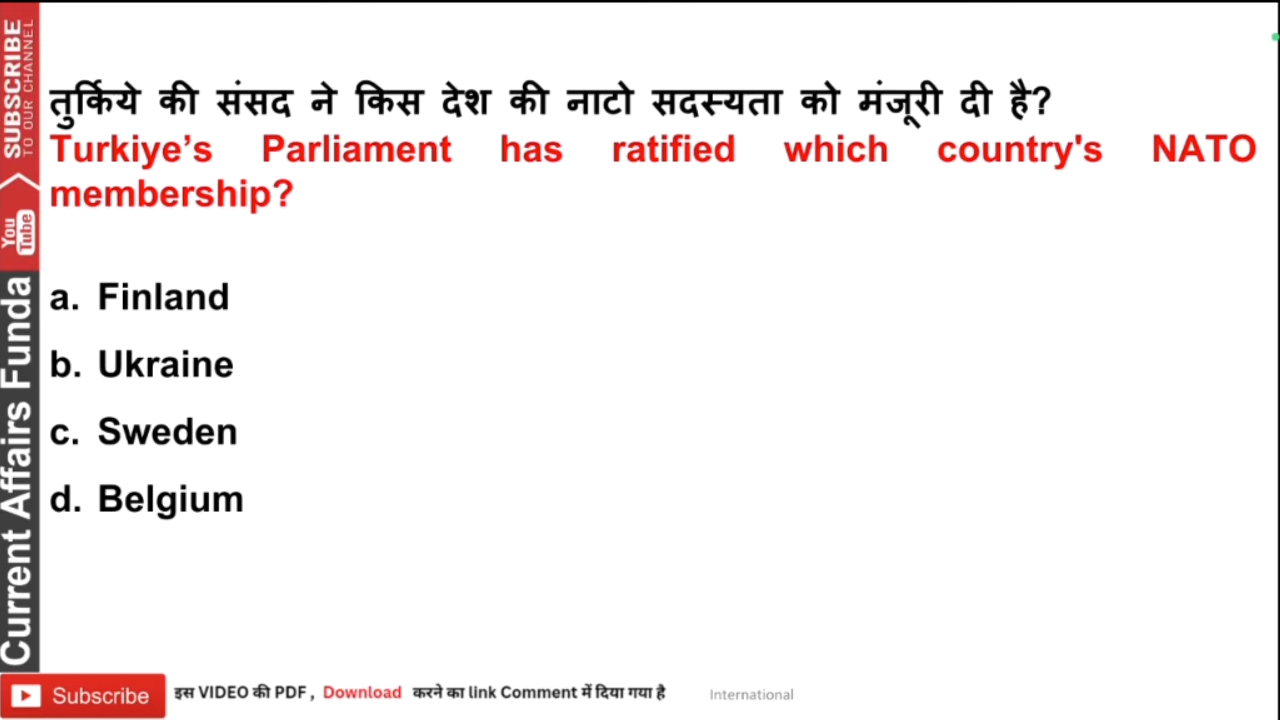 तुर्किये की संसद ने किस देश की नाटो सदस्यता को मंजूरी दी है?
Turkiye’s Parliament has ratified which country's NATO
membership?
a. Finland
b. Ukraine
c. Sweden
d. Belgium
SUBSCRIBE
TO OUR CHANNEL
You Tube
Current Affairs Funda
Subscribe
इस VIDEO की PDF , Download करने का link Comment में दिया गया है
International